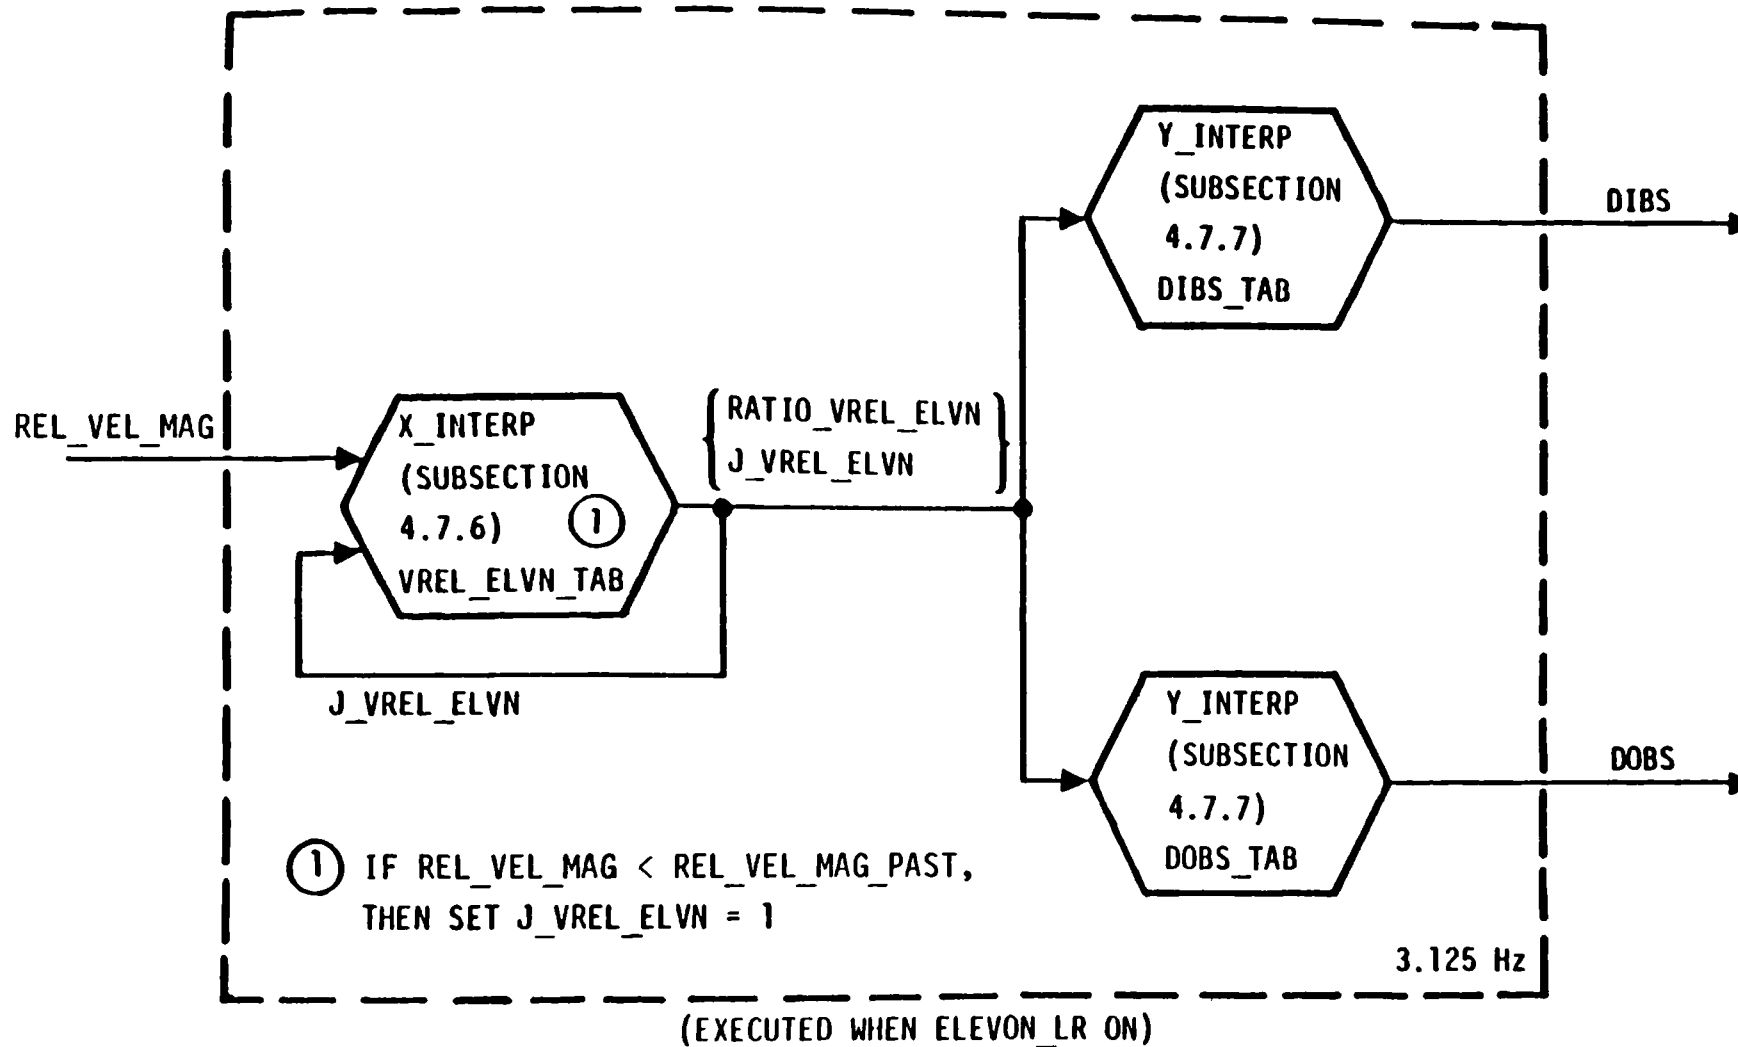 REL_VEL_MAG
X_INTERP
(SUBSECTION
4.7.6)
1
VREL_ELVN_TAB
J_VREL_ELVN
RATIO_VREL_ELVN
J_VREL_ELVN
Y_INTERP
(SUBSECTION
4.7.7)
DIBS_TAB
DIBS
Y_INTERP
(SUBSECTION
4.7.7)
DOBS_TAB
DOBS
1 IF REL_VEL_MAG < REL_VEL_MAG_PAST,
THEN SET J_VREL_ELVN = 1
3.125 Hz
(EXECUTED WHEN ELEVON_LR ON)